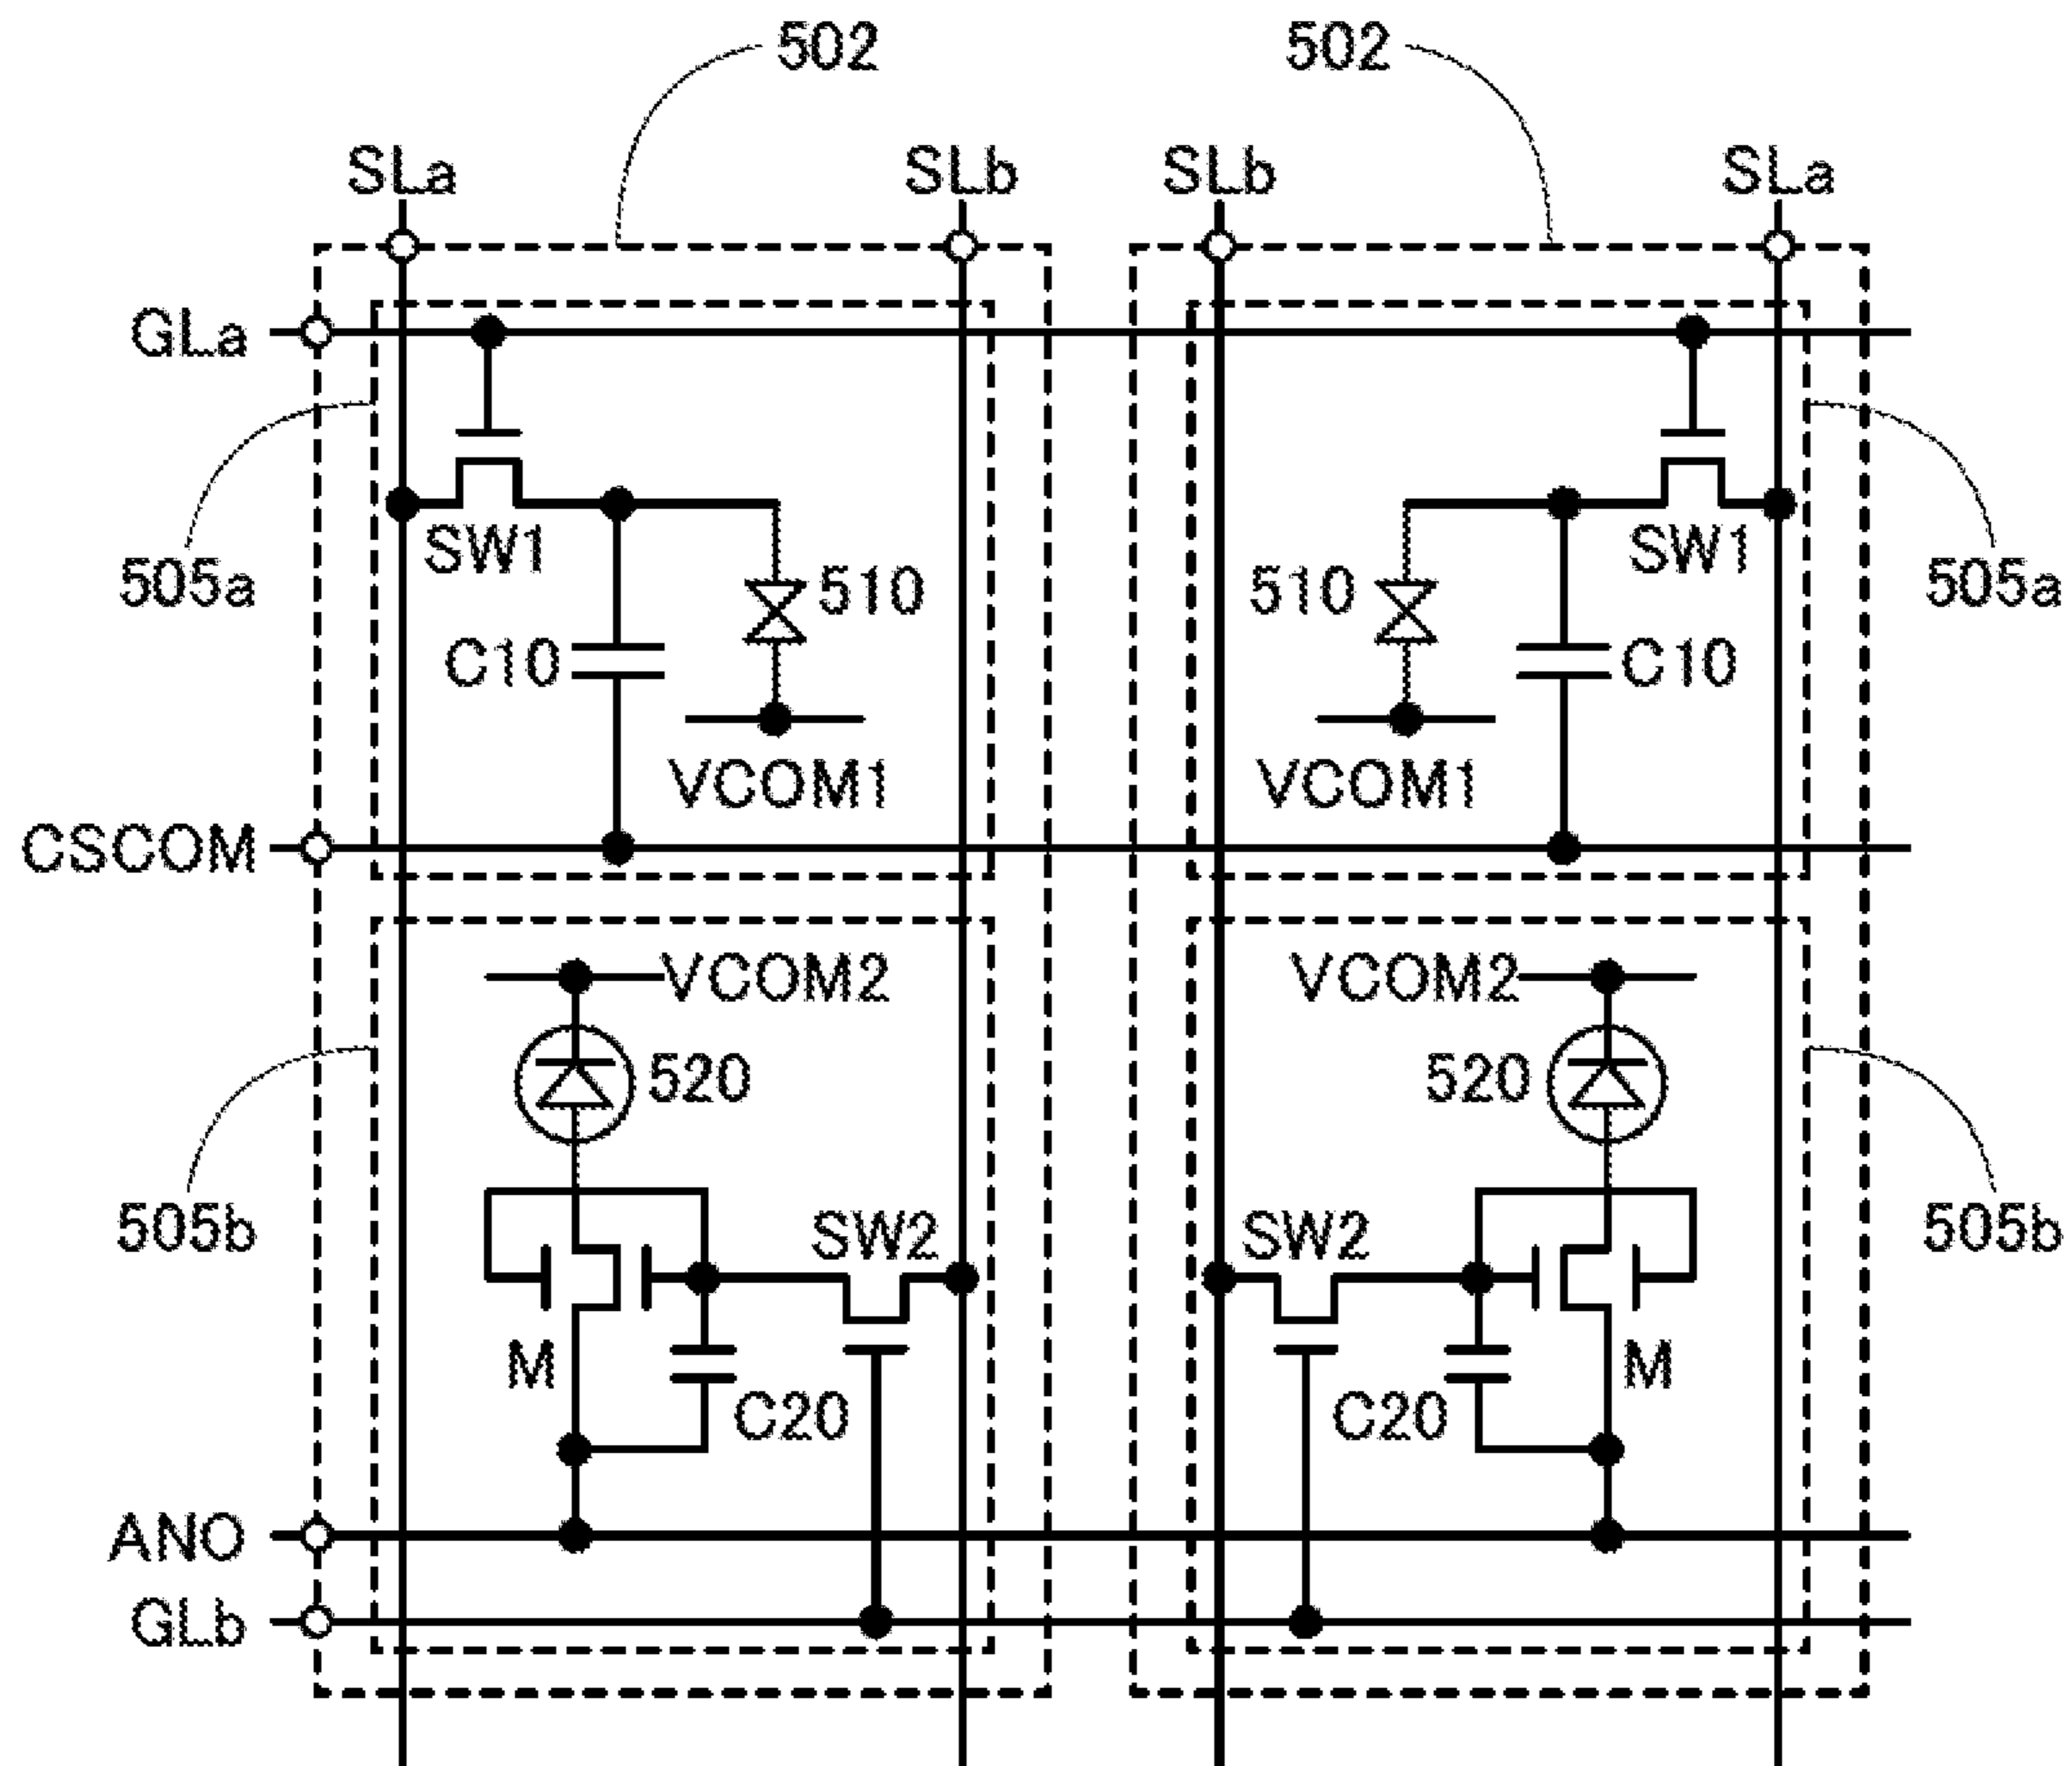 502 502
SLa SLb SLb SLa
GLa
SW1 SW1
505a 510 510 505a
C10 C10
VCOM1 VCOM1
CSCOM
VCOM2 VCOM2
520 520
505b SW2 SW2 505b
M M
C20 C20
ANO
GLb